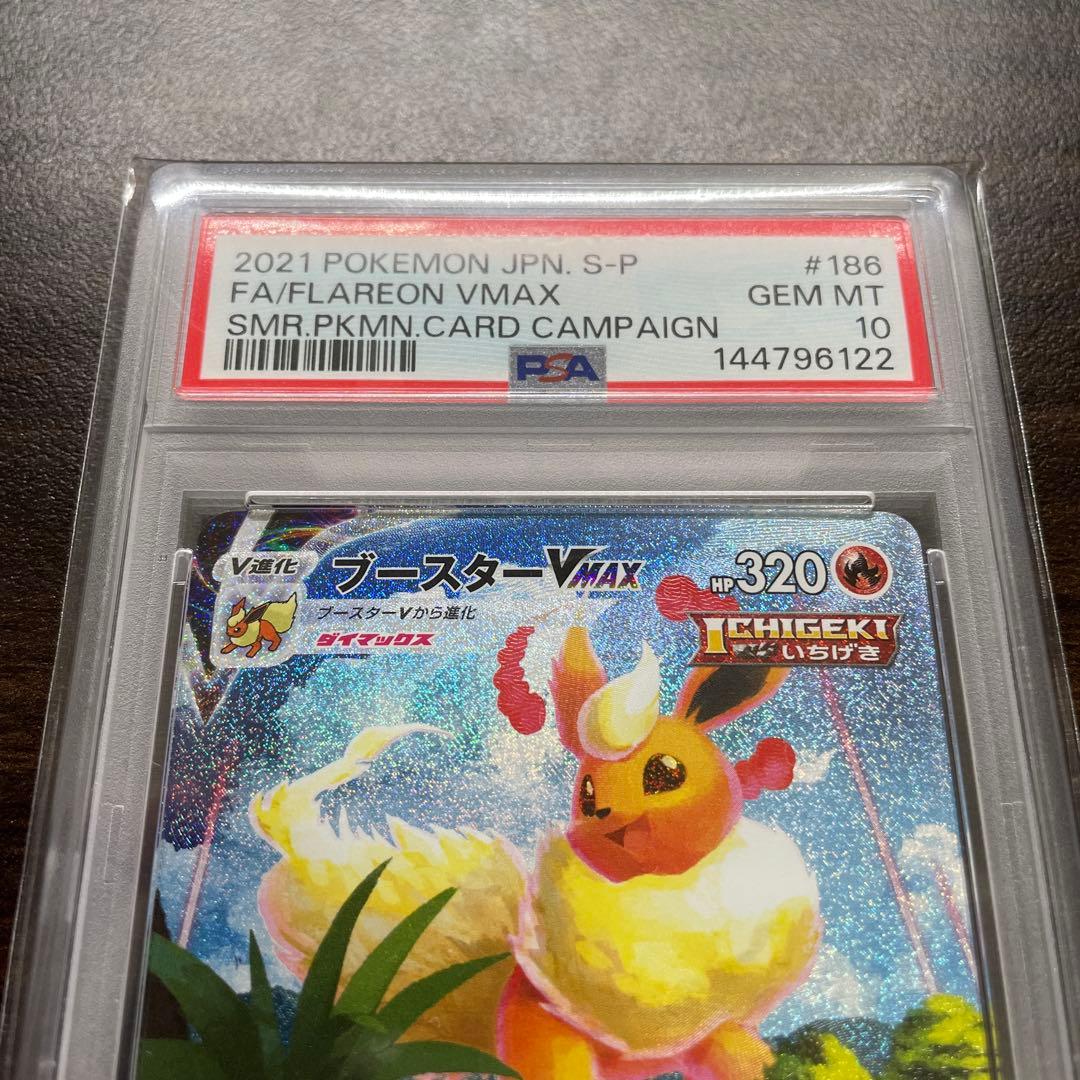 2021 POKEMON JPN. S-P #186
FA/FLAREON VMAX GEM MT
SMR.PKMN.CARD CAMPAIGN 10
PSA 144796122
V進化 ブースターVMAX HP 320
ブースターVから進化
ダイマックス
ICHIGEKI
いちげき